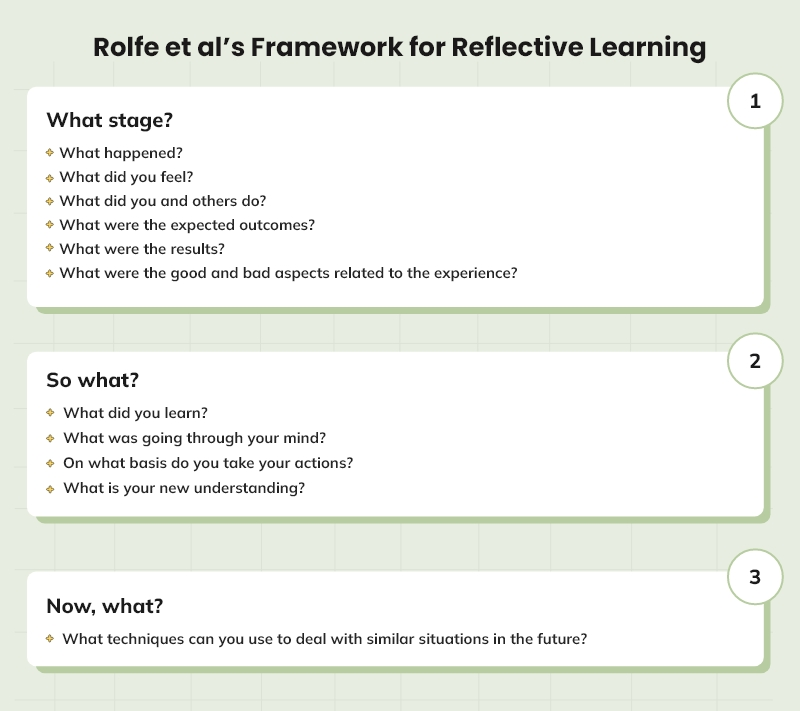 Rolfe et al’s Framework for Reflective Learning
1
What stage?
What happened?
What did you feel?
What did you and others do?
What were the expected outcomes?
What were the results?
What were the good and bad aspects related to the experience?
2
So what?
What did you learn?
What was going through your mind?
On what basis do you take your actions?
What is your new understanding?
3
Now, what?
What techniques can you use to deal with similar situations in the future?